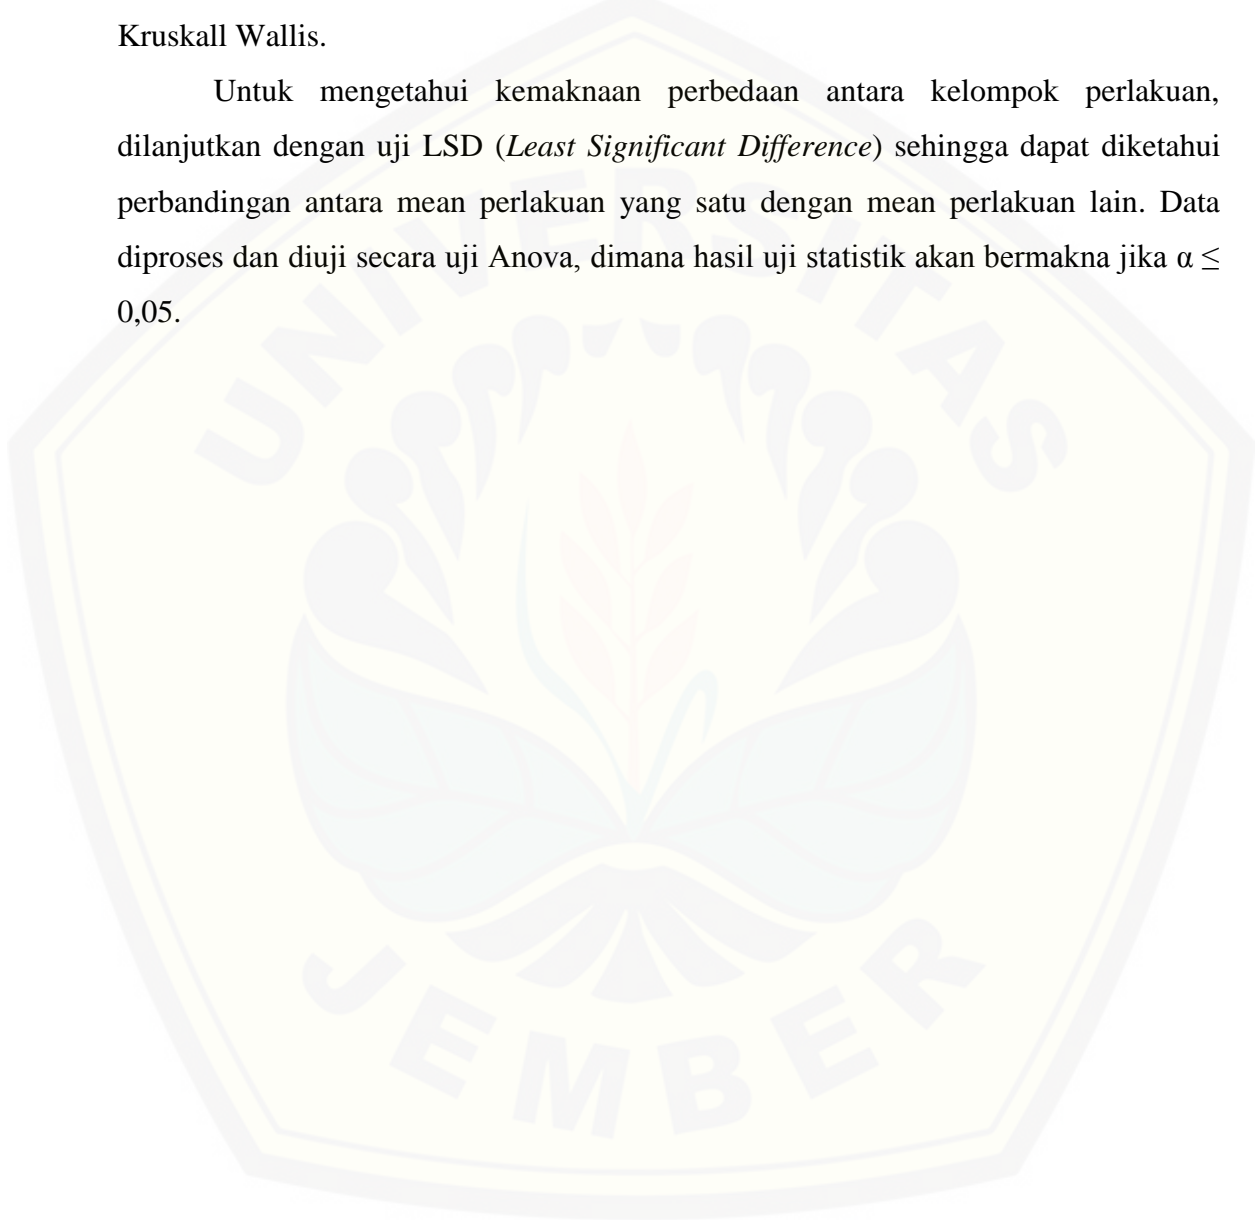 Kruskall Wallis.
Untuk mengetahui kemaknaan perbedaan antara kelompok perlakuan,
dilanjutkan dengan uji LSD (Least Significant Difference) sehingga dapat diketahui
perbandingan antara mean perlakuan yang satu dengan mean perlakuan lain. Data
diproses dan diuji secara uji Anova, dimana hasil uji statistik akan bermakna jika α ≤
0,05.
UNIVERSITAS
JEMBER